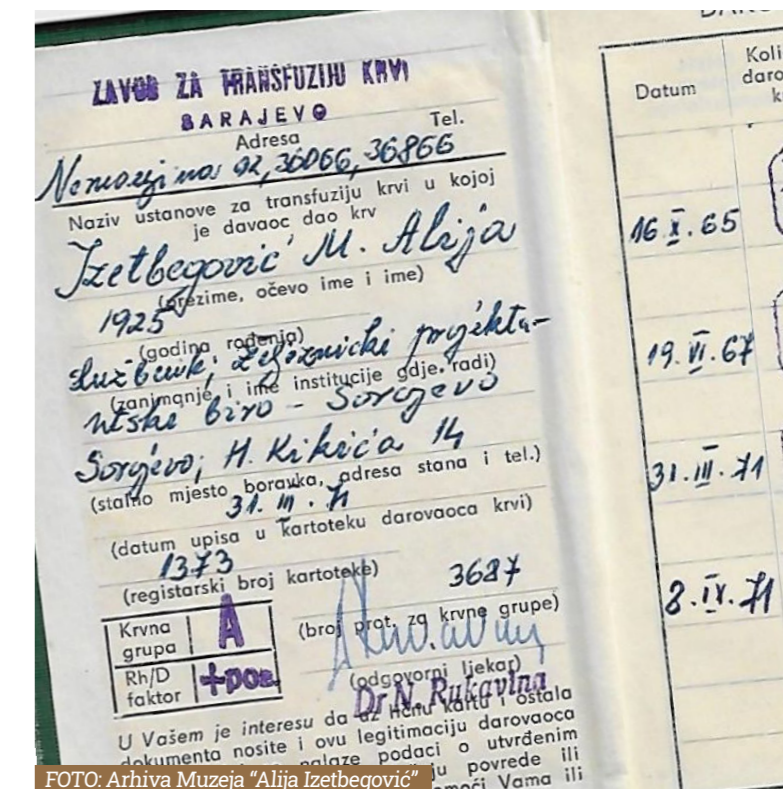 ZAVOD ZA TRANSFUZIJU KRVI
SARAJEVO
Adresa Tel.
92, 36066, 36866
Naziv ustanove za transfuziju krvi u kojoj
je davaoc dao krv
Izetbegović M. Alija
(prezime, očevo ime i ime)
1925
(godina rođenja)
službenik, željeznički projekta-
(zanimanje i ime institucije gdje radi)
ntski biro - Sarajevo
Sarajevo, H. Kikića 14
(stalno mjesto boravka, adresa stana i tel.)
31. III. 71
(datum upisa u kartoteku darovaoca krvi)
1373
(registarski broj kartoteke)
3687
(broj prot. za krvne grupe)
Krvna grupa A
Rh/D faktor + poz.
(odgovorni ljekar)
Dr N. Rukavina
U Vašem je interesu da uz ličnu kartu i ostala
dokumenta nosite i ovu legitimaciju darovaoca
nalaze podaci o utvrđenim
povrede ili
Vama ili
Datum
16. X. 65
19. VI. 67
31. III. 71
8. IX. 71
FOTO: Arhiva Muzeja “Alija Izetbegović”